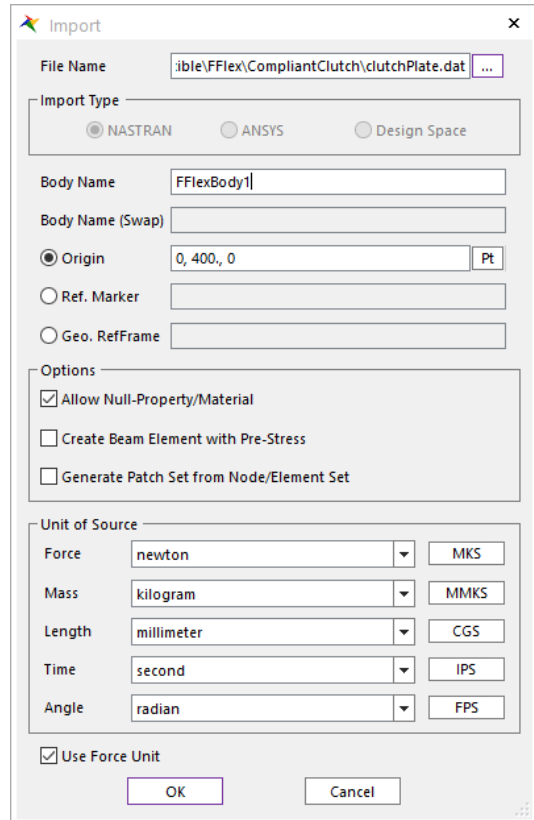 Import
File Name :ible\FFlex\CompliantClutch\clutchPlate.dat ...
Import Type
NASTRAN ANSYS Design Space
Body Name FFlexBody1
Body Name (Swap)
Origin 0, 400., 0 Pt
Ref. Marker
Geo. RefFrame
Options
Allow Null-Property/Material
Create Beam Element with Pre-Stress
Generate Patch Set from Node/Element Set
Unit of Source
Force newton MKS
Mass kilogram MMKS
Length millimeter CGS
Time second IPS
Angle radian FPS
Use Force Unit
OK Cancel